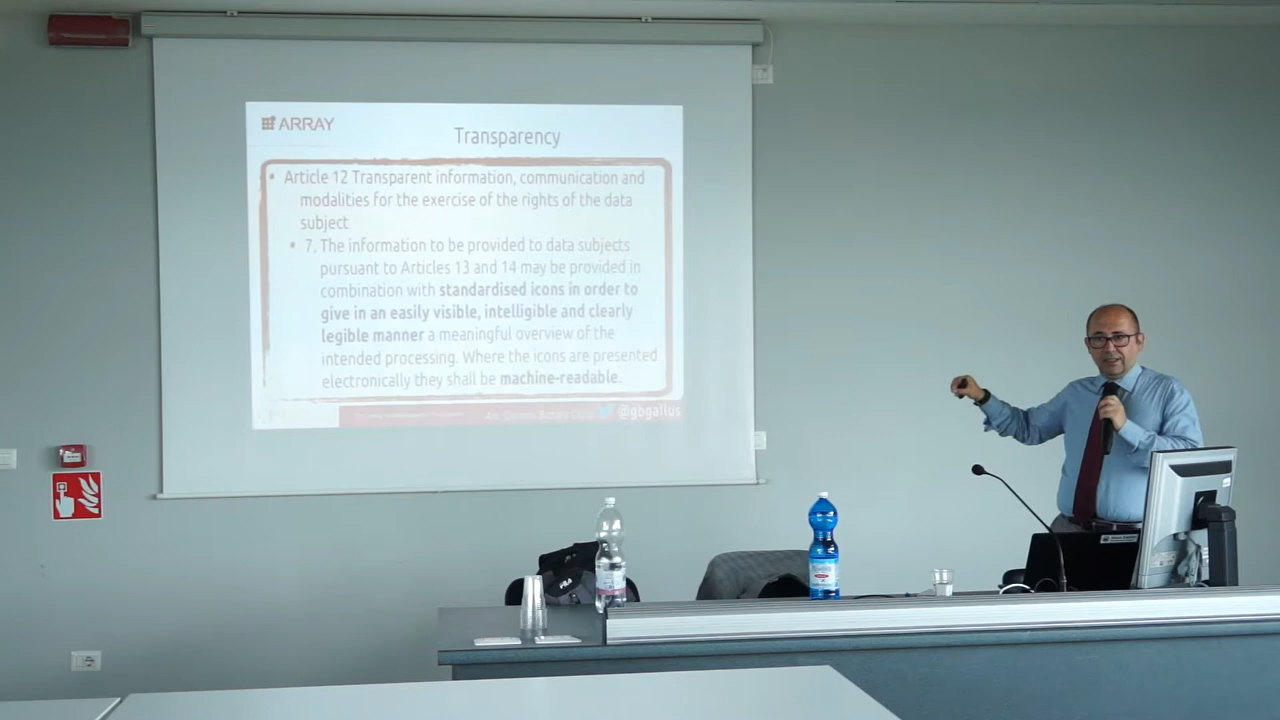 ARRAY
Transparency
• Article 12 Transparent information, communication and
modalities for the exercise of the rights of the data
subject
• 7. The information to be provided to data subjects
pursuant to Articles 13 and 14 may be provided in
combination with standardised icons in order to
give in an easily visible, intelligible and clearly
legible manner a meaningful overview of the
intended processing. Where the icons are presented
electronically they shall be machine-readable.
@gbgallus
FILA